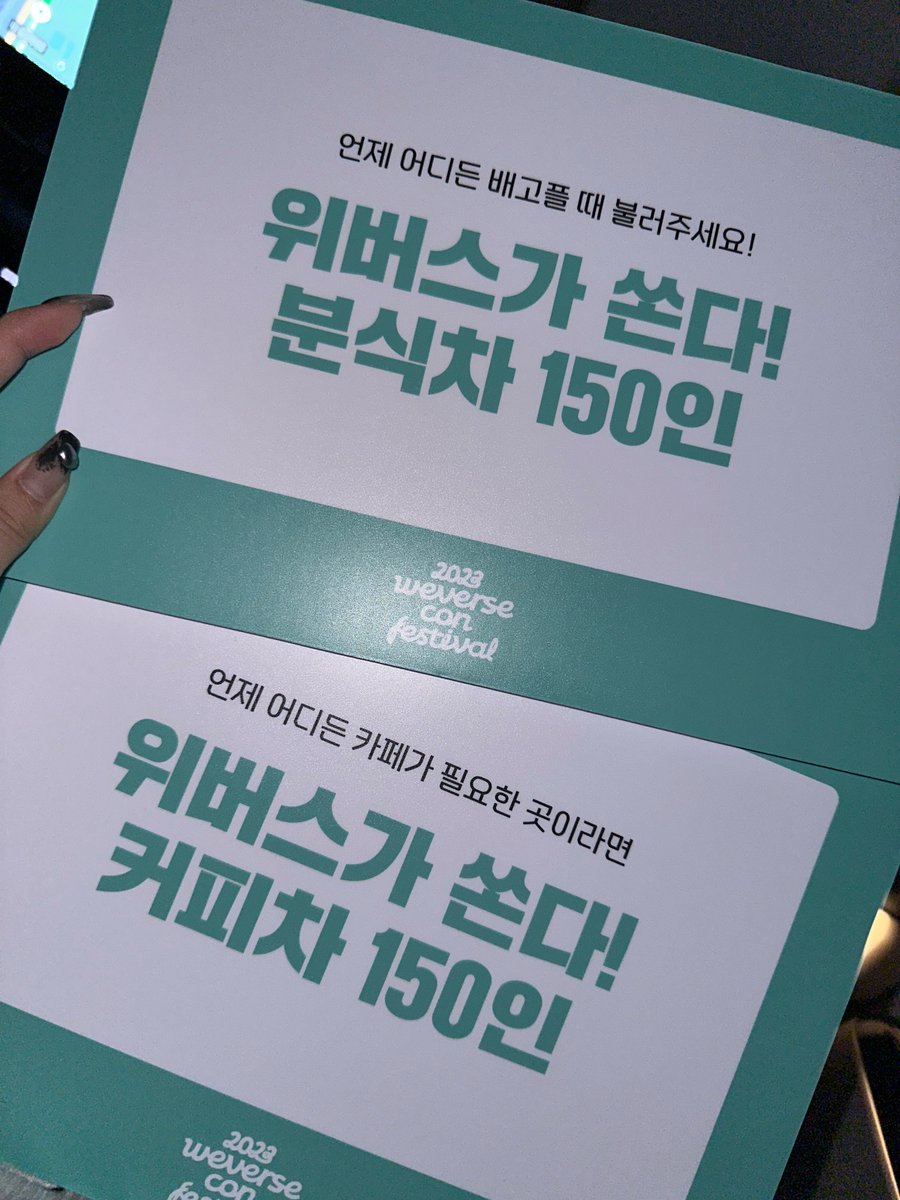 언제 어디든 배고플 때 불러주세요!
위버스가 쏜다!
분식차 150인
2023
weverse
con
festival
언제 어디든 카페가 필요한 곳이라면
위버스가 쏜다!
커피차 150인
2023
weverse
con
festival